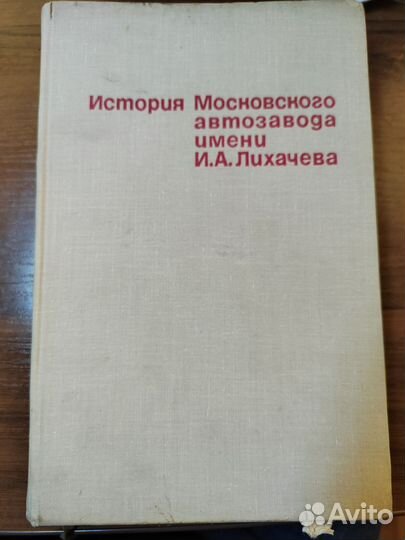 История Московского
автозавода
имени
И.А.Лихачева
Avito